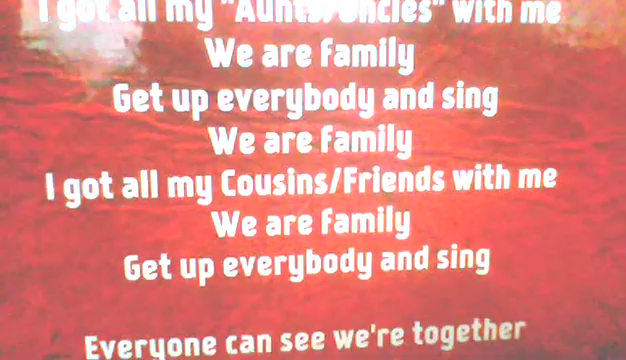 I got all my "Aunts/Uncles" with me
We are family
Get up everybody and sing
We are family
I got all my Cousins/Friends with me
We are family
Get up everybody and sing
Everyone can see we're together